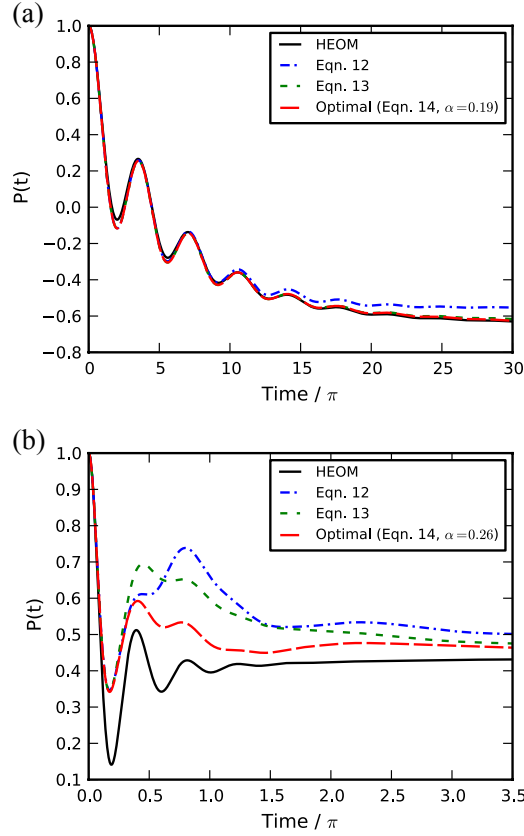 (a)
1.0
0.8
0.6
0.4
0.2
0.0
−0.2
−0.4
−0.6
−0.8
P(t)
HEOM
Eqn. 12
Eqn. 13
Optimal (Eqn. 14, α=0.19)
0 5 10 15 20 25 30
Time / π
(b)
1.0
0.9
0.8
0.7
0.6
0.5
0.4
0.3
0.2
0.1
P(t)
HEOM
Eqn. 12
Eqn. 13
Optimal (Eqn. 14, α=0.26)
0.0 0.5 1.0 1.5 2.0 2.5 3.0 3.5
Time / π